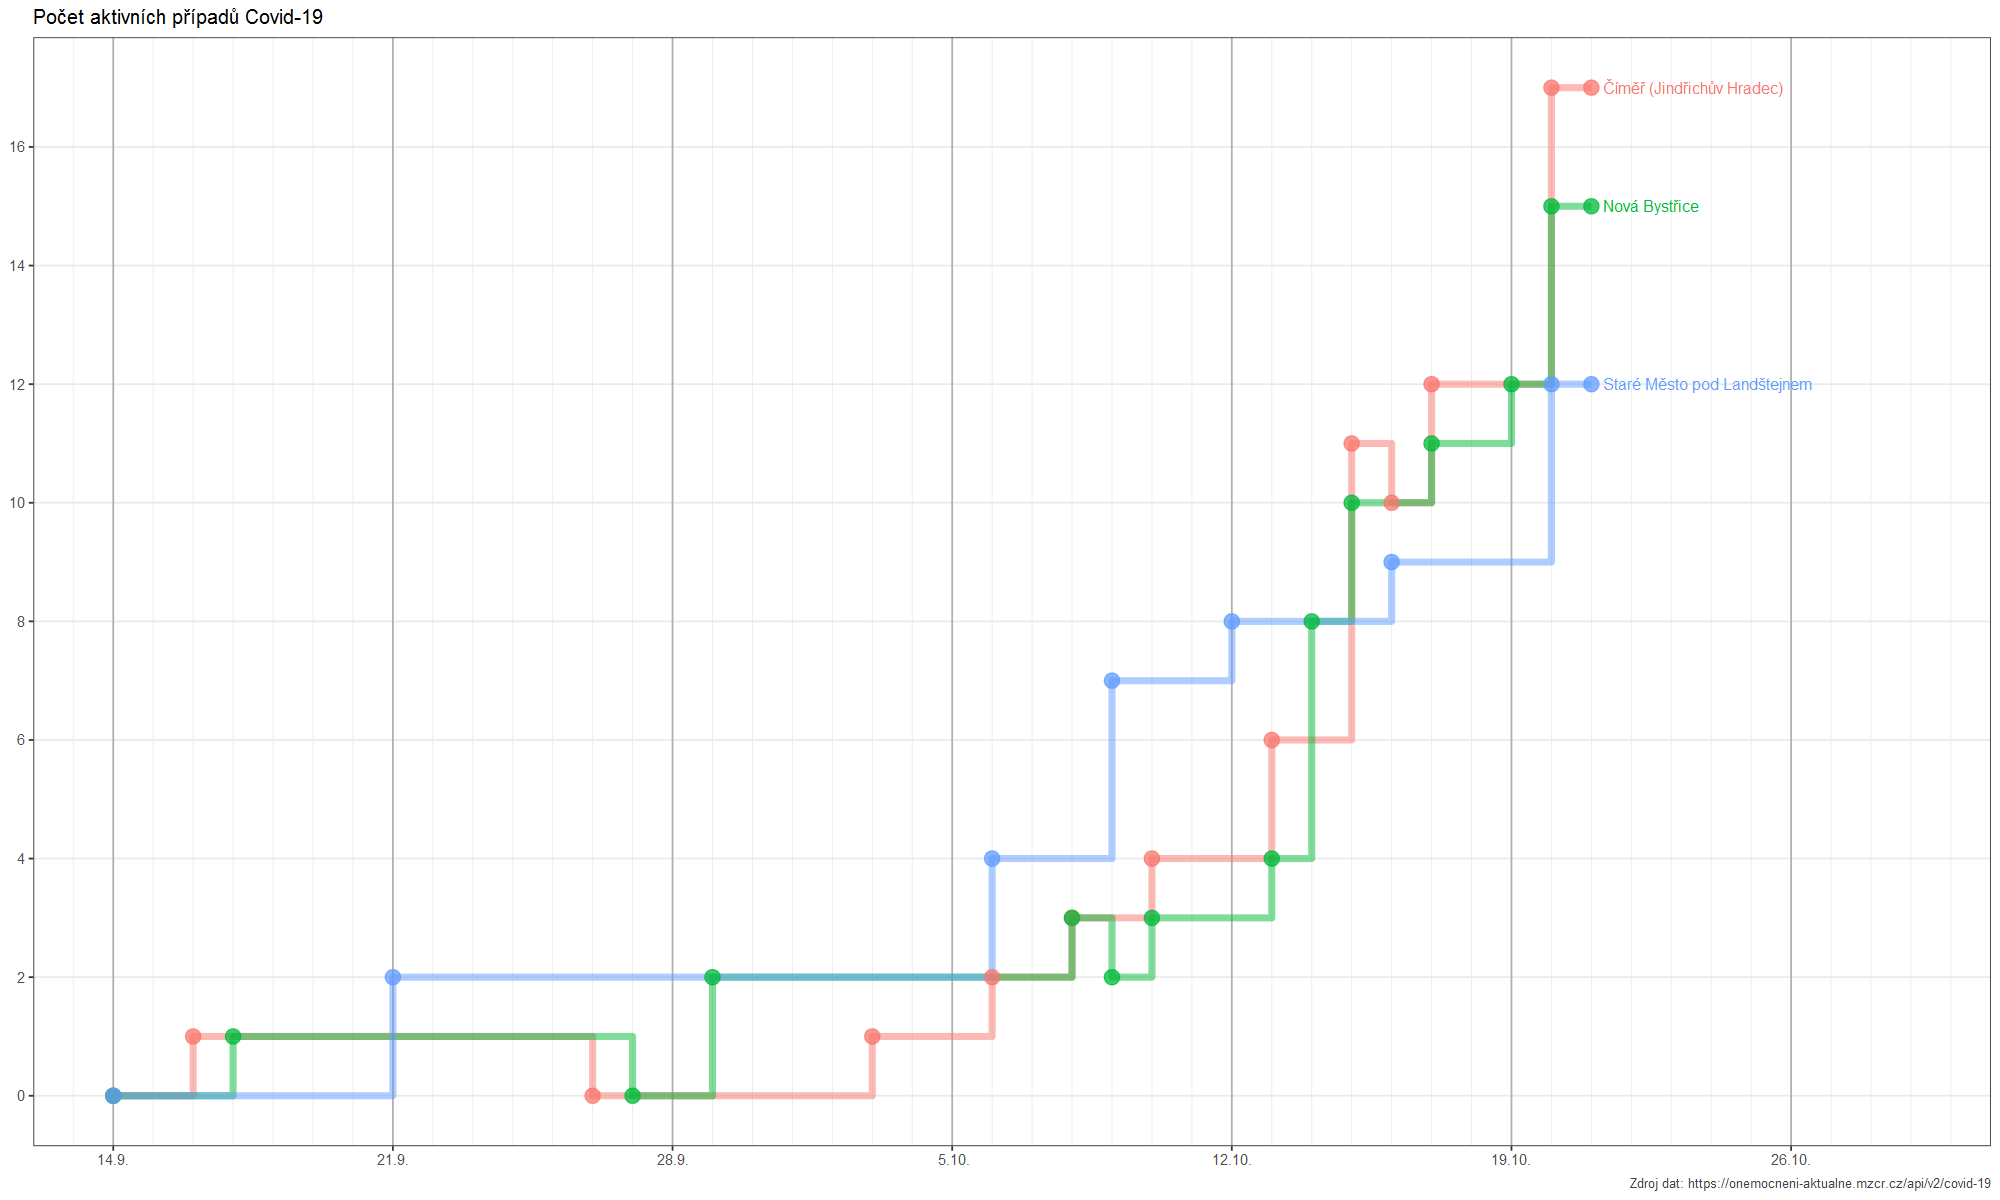 Počet aktivních případů Covid-19
Číměř (Jindřichův Hradec)
16
Nová Bystřice
14
12
Staré Město pod Landštejnem
10
8
6
4
2
0
14.9. 21.9. 28.9. 5.10. 12.10. 19.10. 26.10.
Zdroj dat: https://onemocneni-aktualne.mzcr.cz/api/v2/covid-19